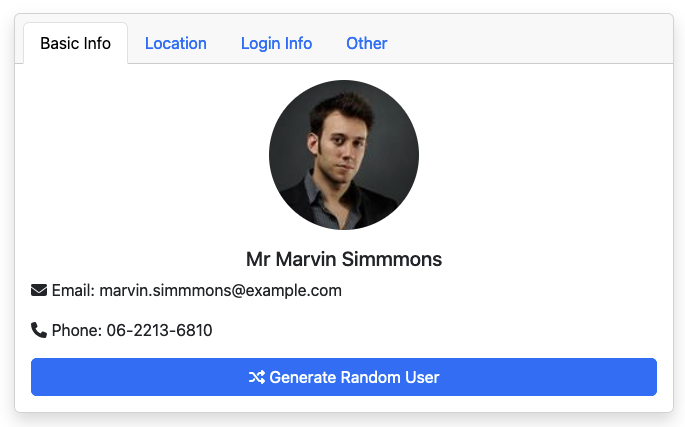 Basic Info Location Login Info Other
Mr Marvin Simmmons
Email: marvin.simmmons@example.com
Phone: 06-2213-6810
Generate Random User